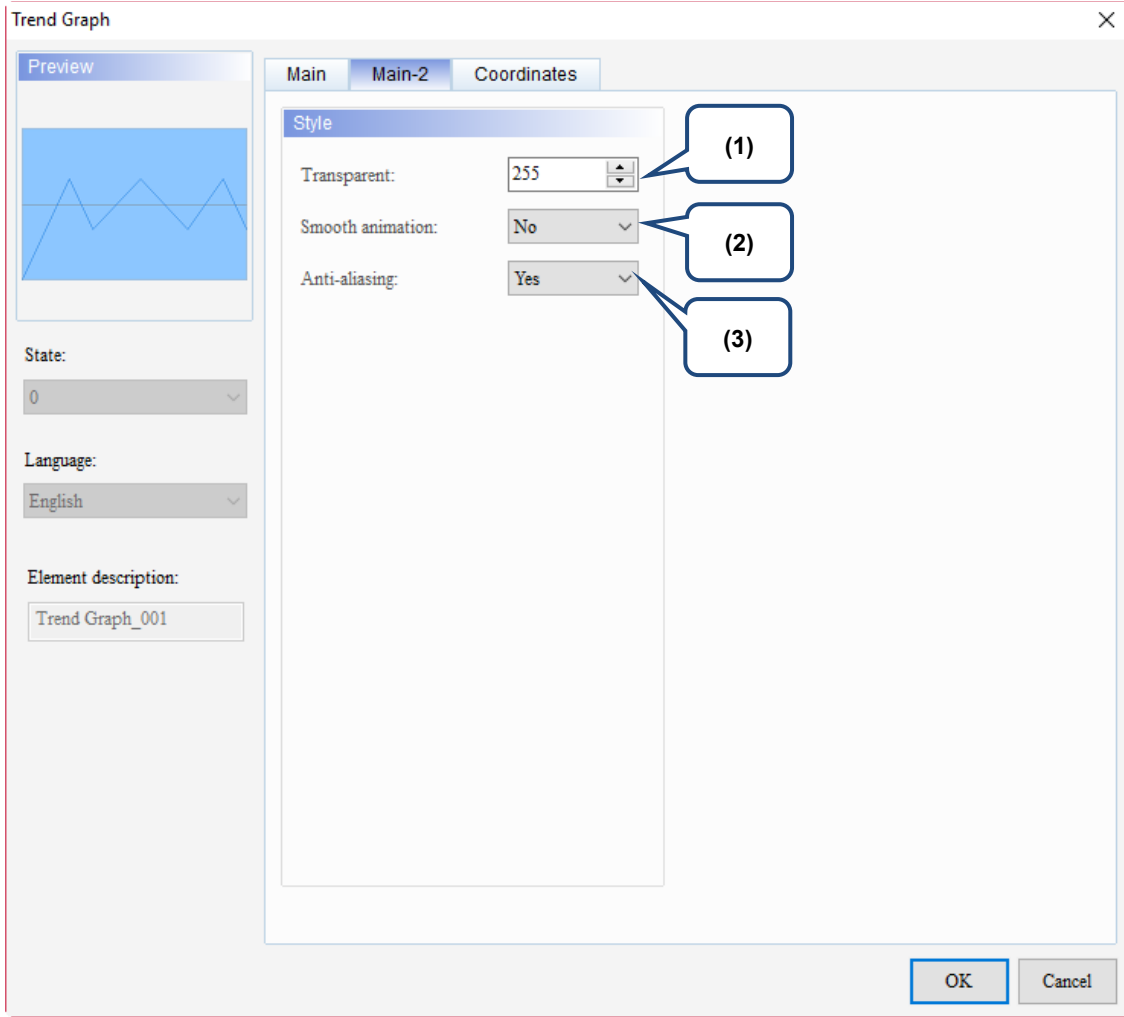 Trend Graph
Preview
Main Main-2 Coordinates
Style
Transparent: 255
(1)
Smooth animation: No
(2)
Anti-aliasing: Yes
(3)
State:
0
Language:
English
Element description:
Trend Graph_001
OK Cancel